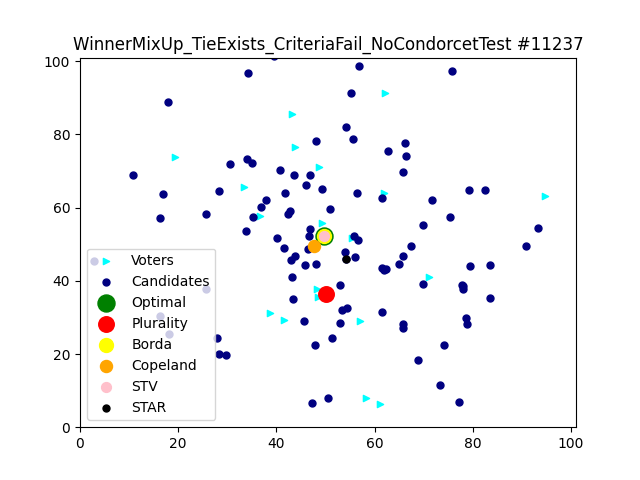 WinnerMixUp_TieExists_CriteriaFail_NoCondorcetTest #11237
100
80
60
40
20
0
0 20 40 60 80 100
Voters
Candidates
Optimal
Plurality
Borda
Copeland
STV
STAR